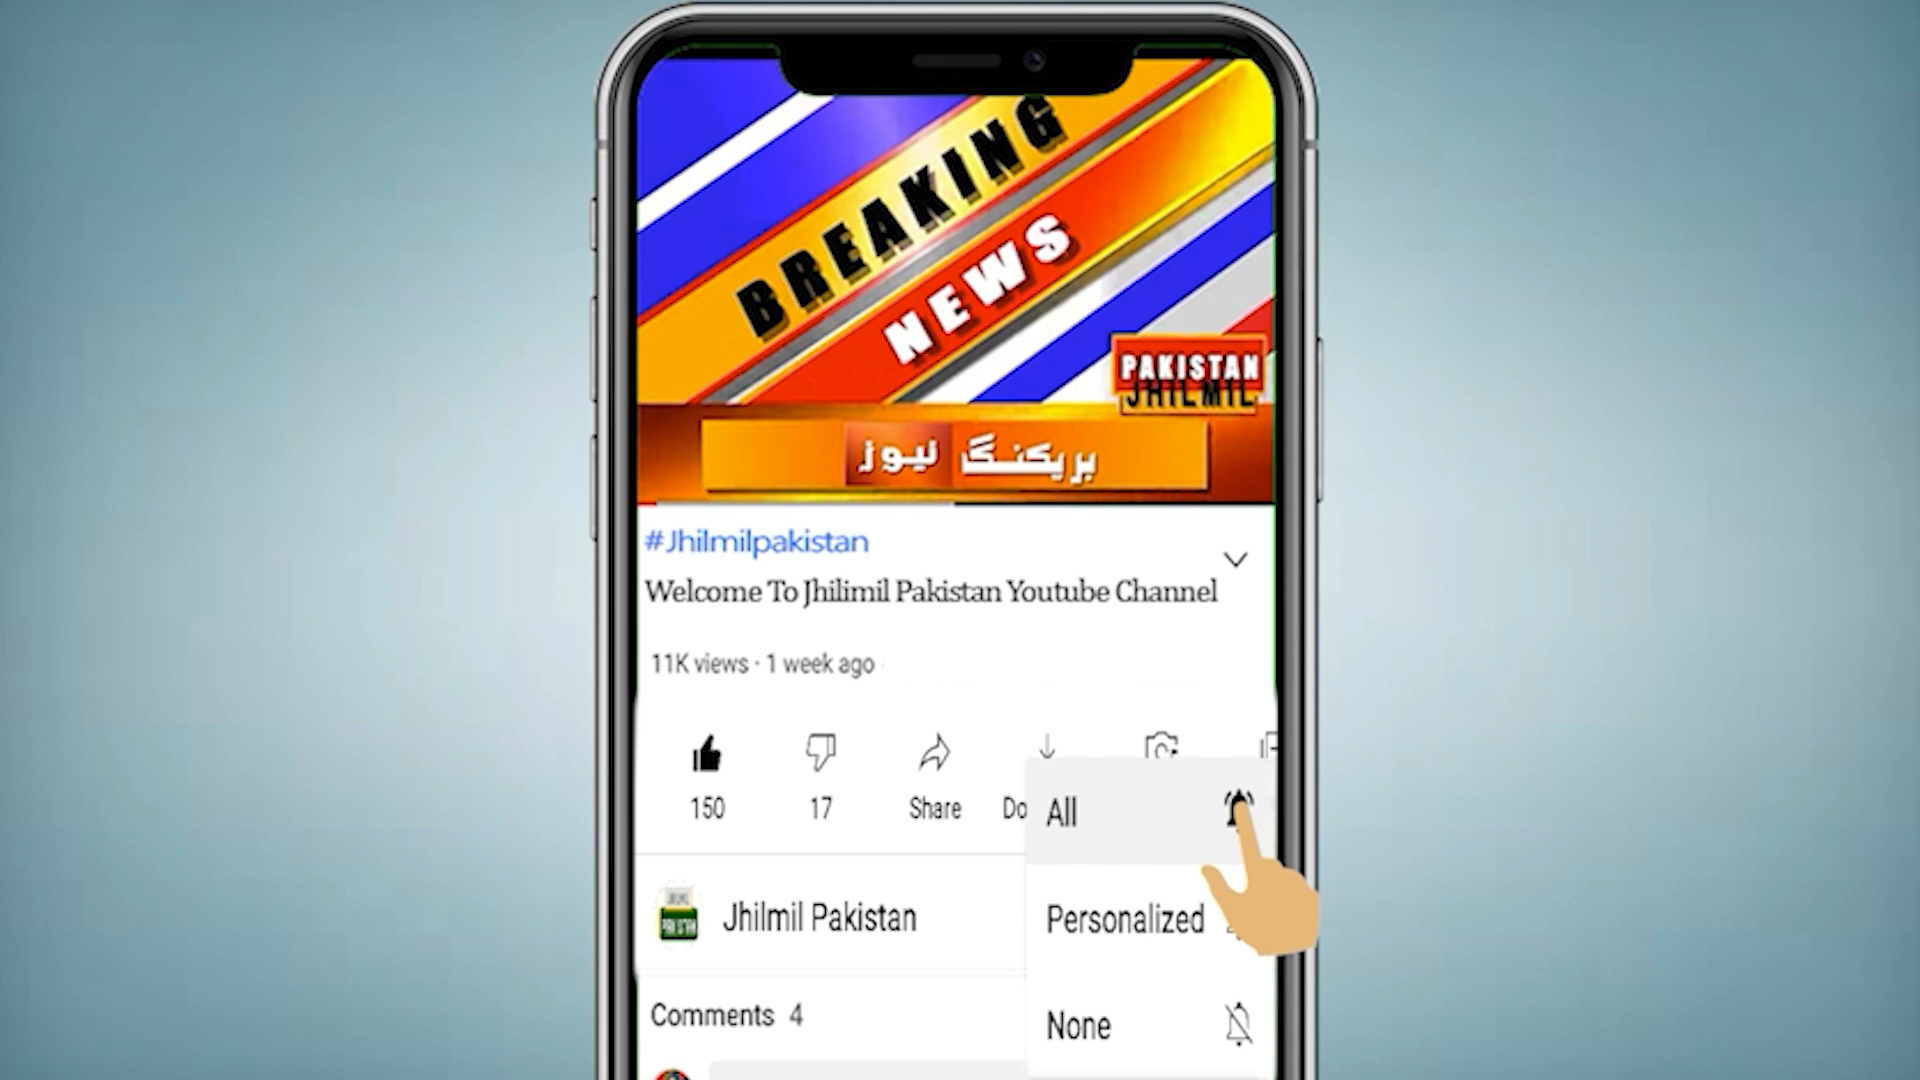 BREAKING
NEWS
PAKISTAN
JHILMIL
بریکنگ نیوز
#Jhilmilpakistan
Welcome To Jhilimil Pakistan Youtube Channel
11K views · 1 week ago
150 17 Share Do
All
Jhilmil Pakistan
Personalized
Comments 4
None